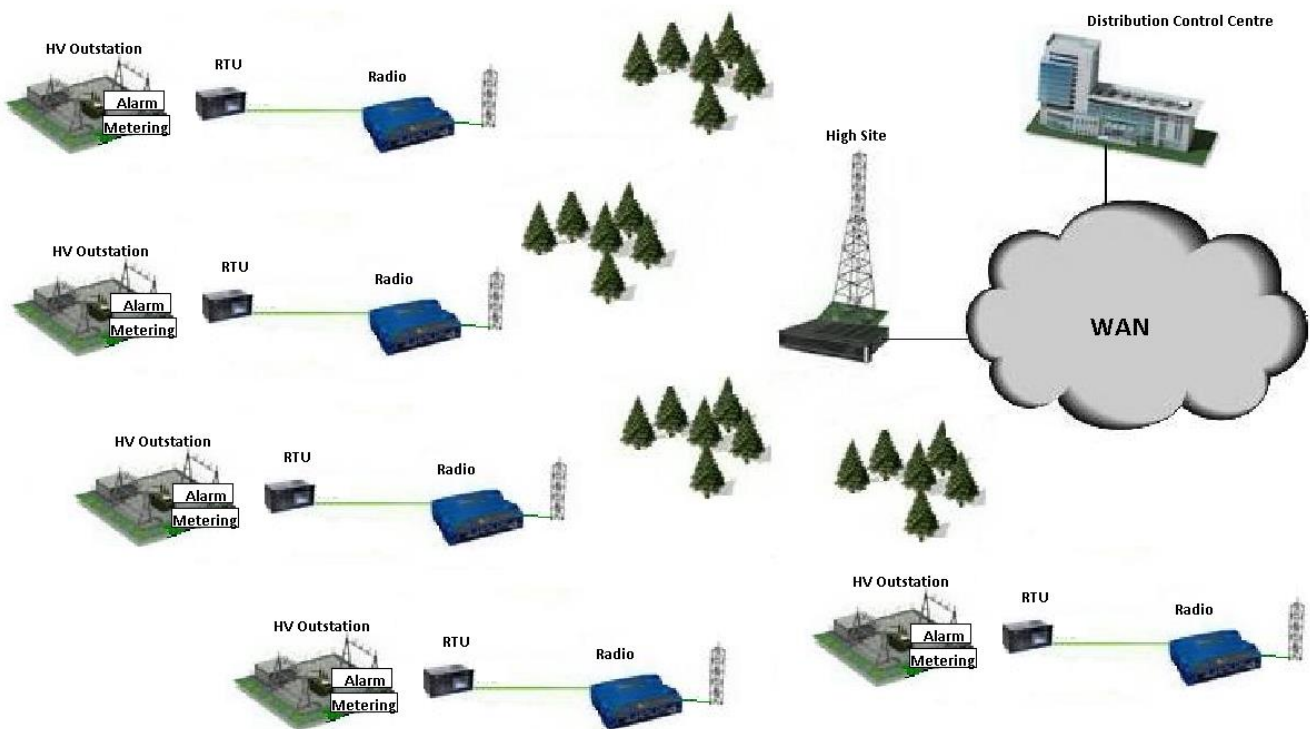 Distribution Control Centre
HV Outstation
RTU
Radio
Alarm
Metering
High Site
HV Outstation
RTU
Radio
Alarm
Metering
WAN
HV Outstation
RTU
Radio
Alarm
Metering
HV Outstation
RTU
Radio
Alarm
Metering
HV Outstation
RTU
Radio
Alarm
Metering